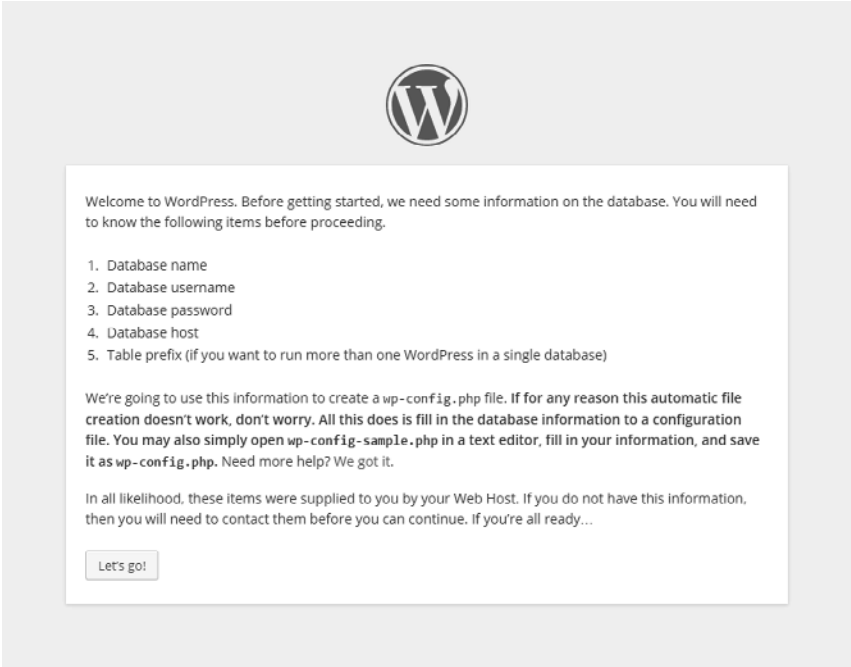 Welcome to WordPress. Before getting started, we need some information on the database. You will need
to know the following items before proceeding.
1. Database name
2. Database username
3. Database password
4. Database host
5. Table prefix (if you want to run more than one WordPress in a single database)
We’re going to use this information to create a wp-config.php file. If for any reason this automatic file
creation doesn’t work, don’t worry. All this does is fill in the database information to a configuration
file. You may also simply open wp-config-sample.php in a text editor, fill in your information, and save
it as wp-config.php. Need more help? We got it.
In all likelihood, these items were supplied to you by your Web Host. If you do not have this information,
then you will need to contact them before you can continue. If you’re all ready…
Let’s go!